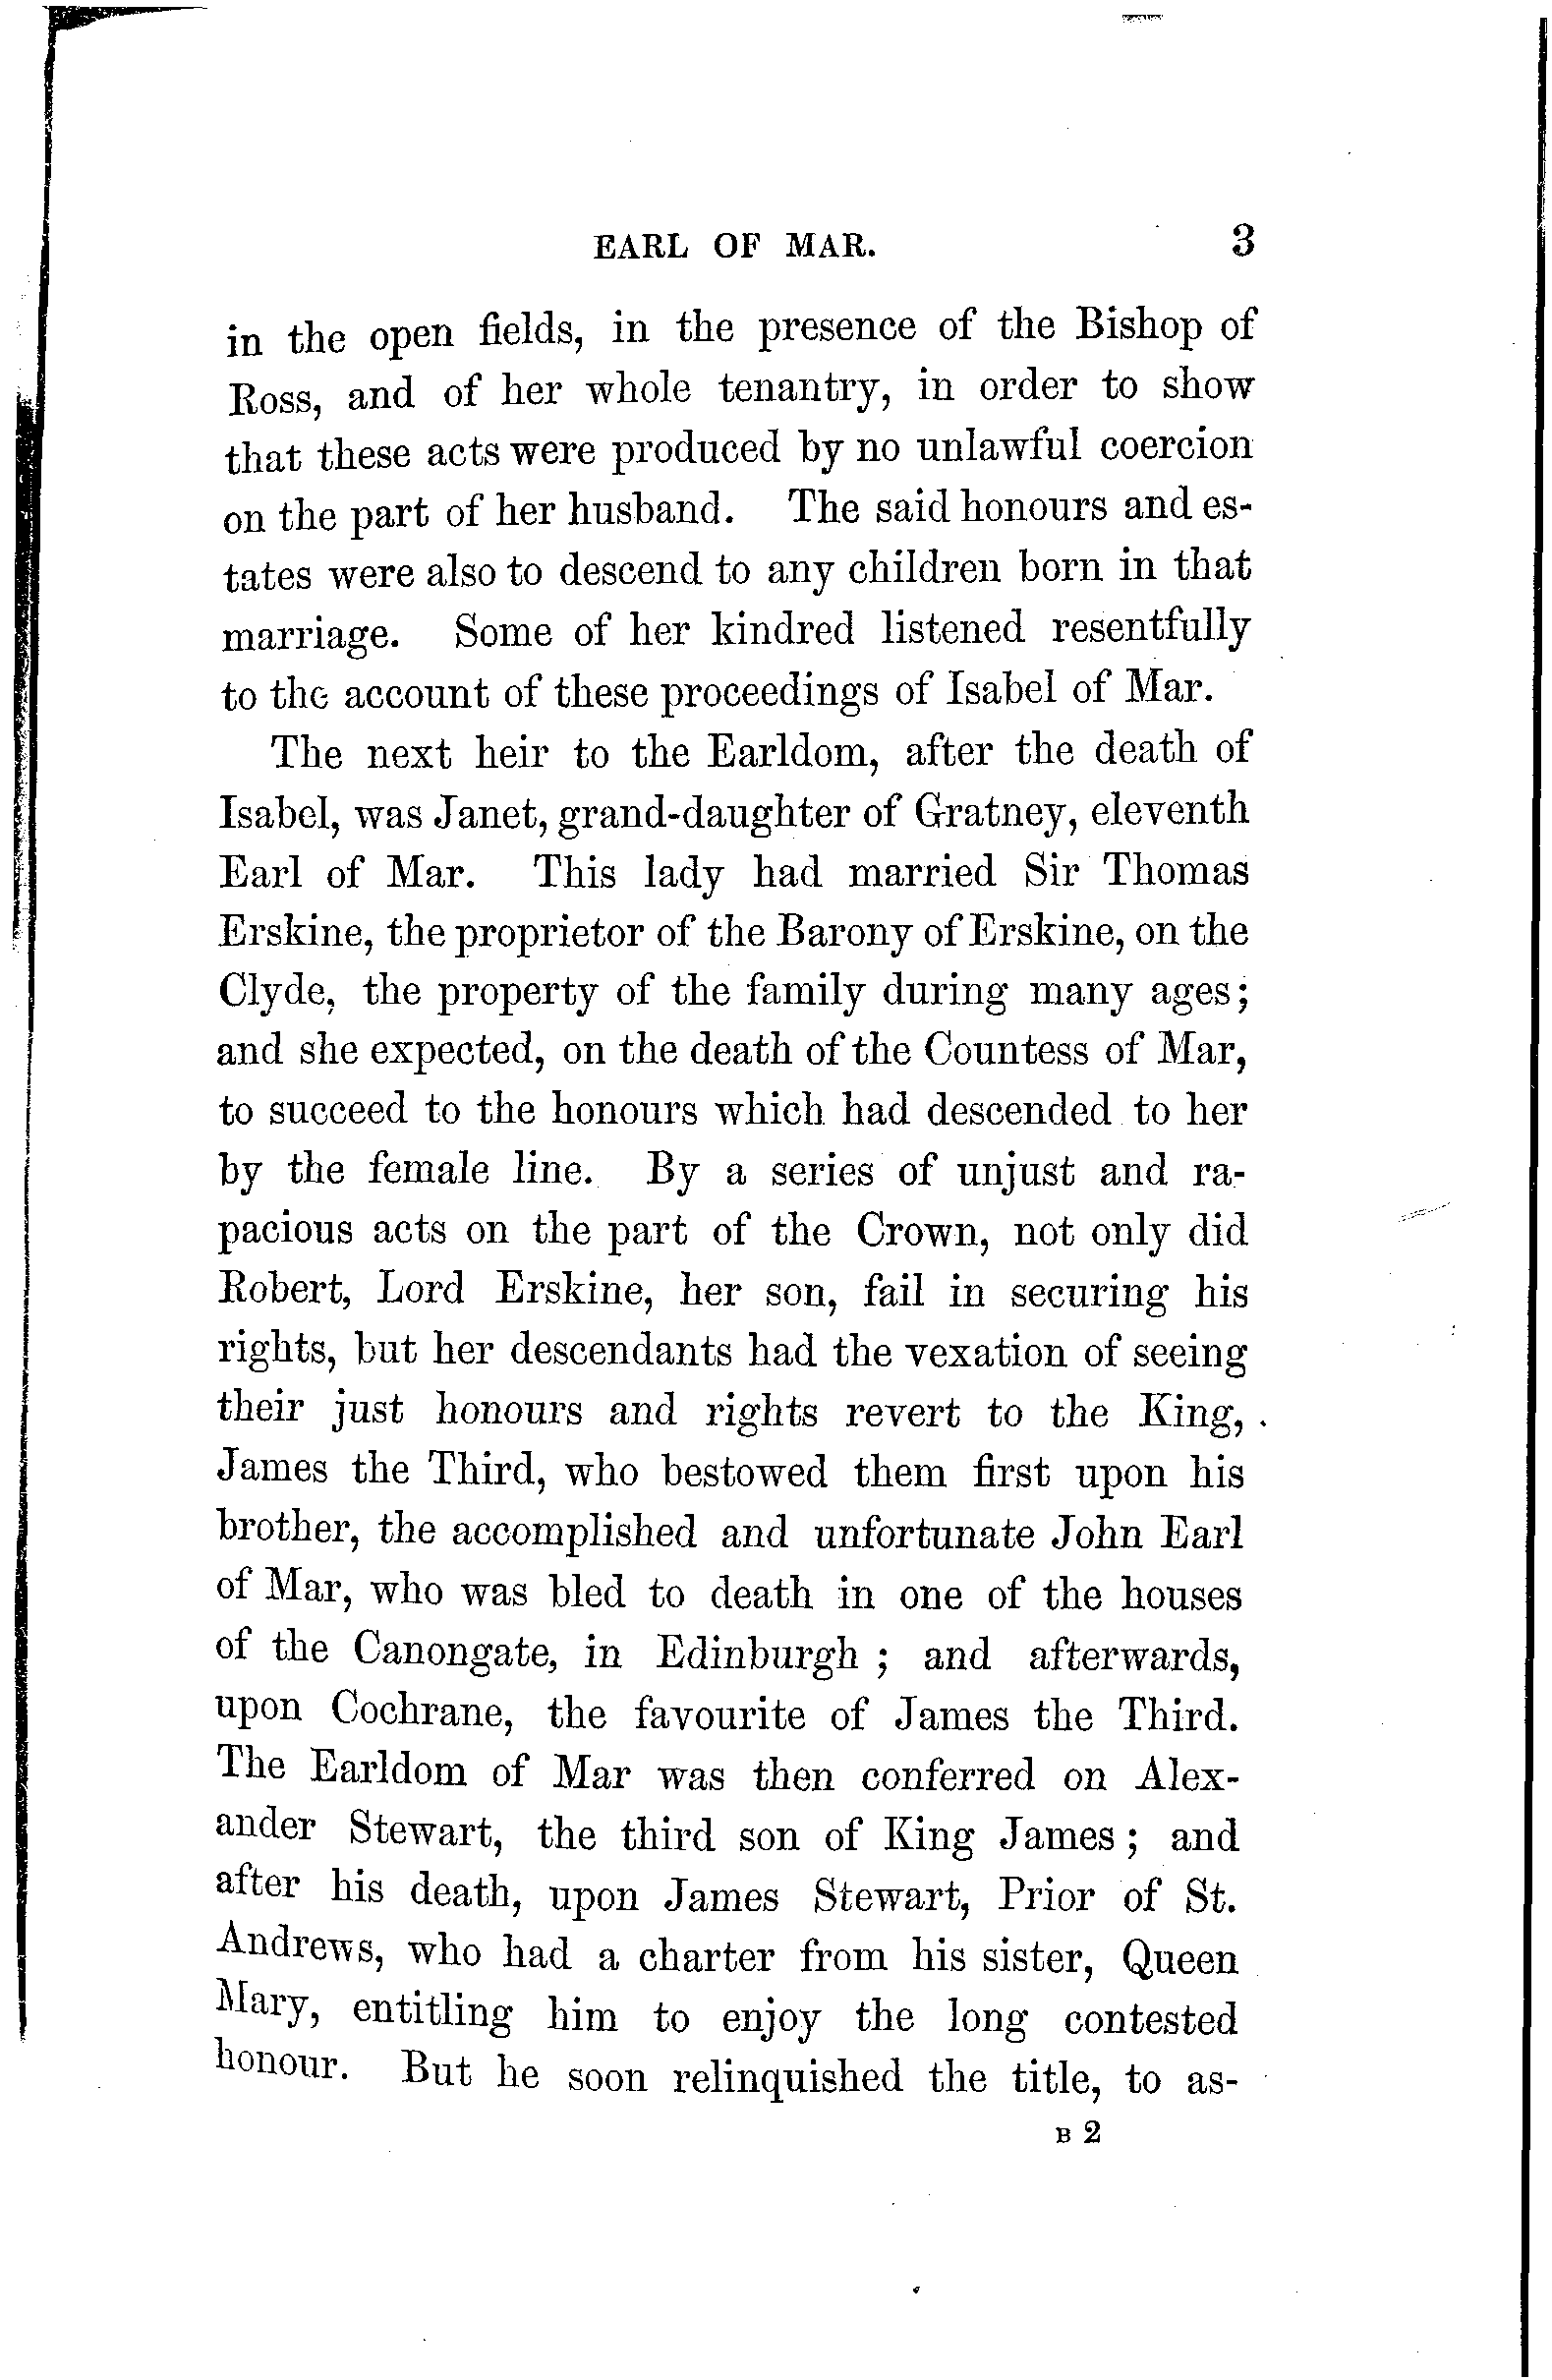 EARL OF MAR. 3
in the open fields, in the presence of the Bishop of
Ross, and of her whole tenantry, in order to show
that these acts were produced by no unlawful coercion
on the part of her husband. The said honours and es-
tates were also to descend to any children born in that
marriage. Some of her kindred listened resentfully
to the account of these proceedings of Isabel of Mar.
The next heir to the Earldom, after the death of
Isabel, was Janet, grand-daughter of Gratney, eleventh
Earl of Mar. This lady had married Sir Thomas
Erskine, the proprietor of the Barony of Erskine, on the
Clyde, the property of the family during many ages;
and she expected, on the death of the Countess of Mar,
to succeed to the honours which had descended to her
by the female line. By a series of unjust and ra-
pacious acts on the part of the Crown, not only did
Robert, Lord Erskine, her son, fail in securing his
rights, but her descendants had the vexation of seeing
their just honours and rights revert to the King,
James the Third, who bestowed them first upon his
brother, the accomplished and unfortunate John Earl
of Mar, who was bled to death in one of the houses
of the Canongate, in Edinburgh ; and afterwards,
upon Cochrane, the favourite of James the Third.
The Earldom of Mar was then conferred on Alex-
ander Stewart, the third son of King James ; and
after his death, upon James Stewart, Prior of St.
Andrews, who had a charter from his sister, Queen
Mary, entitling him to enjoy the long contested
honour. But he soon relinquished the title, to as-
B 2